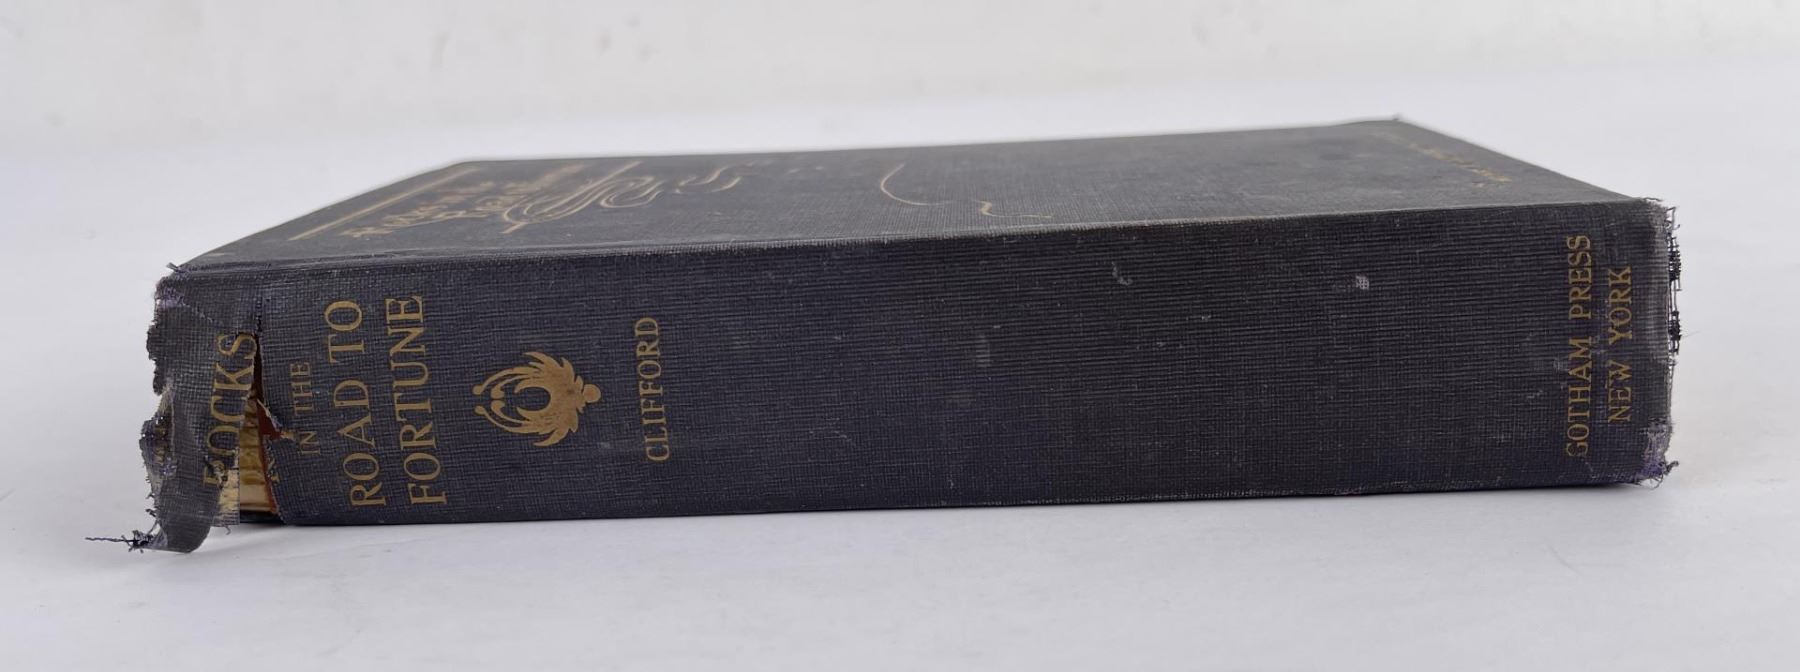 ROCKS
IN THE
ROAD TO
FORTUNE
CLIFFORD
GOTHAM PRESS
NEW YORK